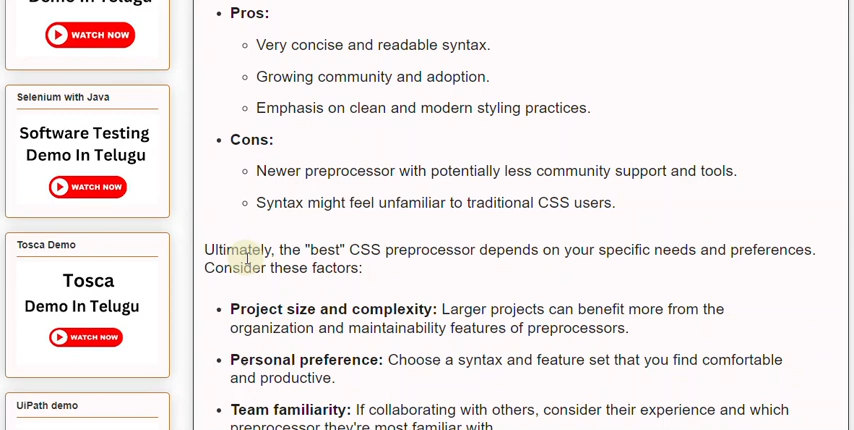 Demo In Telugu
WATCH NOW
Selenium with Java
Software Testing
Demo In Telugu
WATCH NOW
Tosca Demo
Tosca
Demo In Telugu
WATCH NOW
UiPath demo
• Pros:
◦ Very concise and readable syntax.
◦ Growing community and adoption.
◦ Emphasis on clean and modern styling practices.
• Cons:
◦ Newer preprocessor with potentially less community support and tools.
◦ Syntax might feel unfamiliar to traditional CSS users.
Ultimately, the "best" CSS preprocessor depends on your specific needs and preferences.
Consider these factors:
• Project size and complexity: Larger projects can benefit more from the
organization and maintainability features of preprocessors.
• Personal preference: Choose a syntax and feature set that you find comfortable
and productive.
• Team familiarity: If collaborating with others, consider their experience and which
preprocessor they're most familiar with.